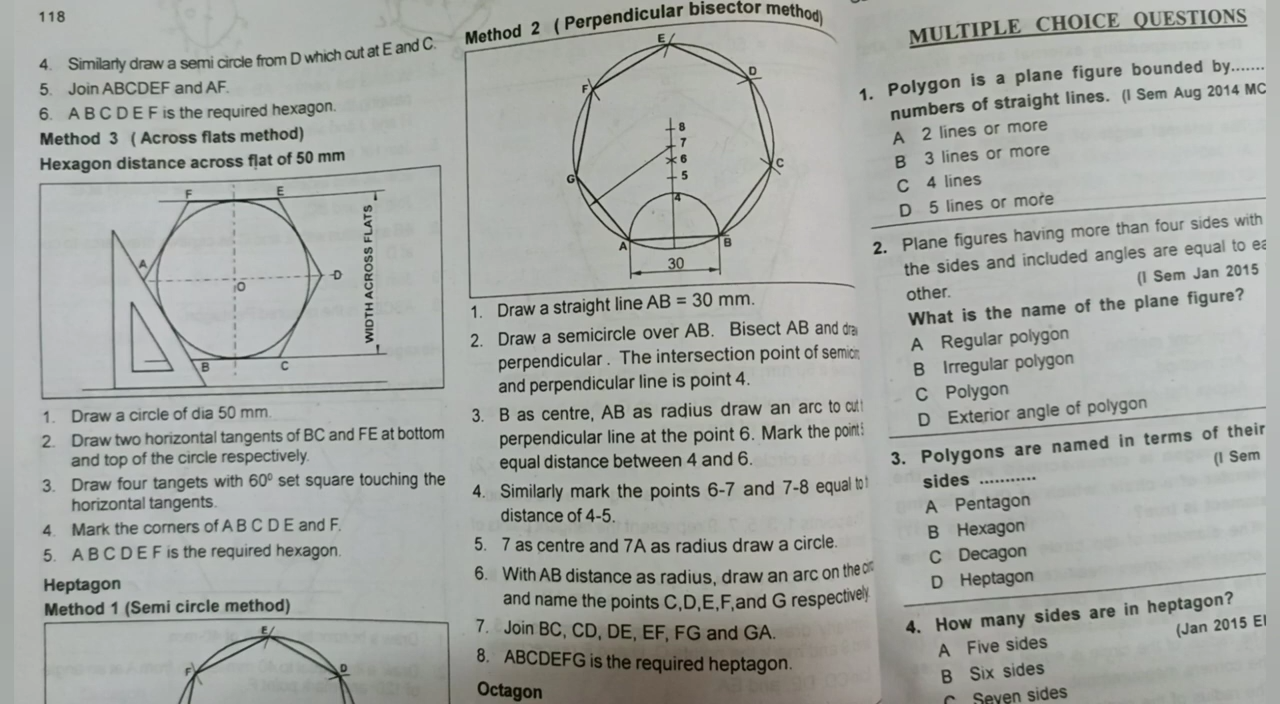 118
4. Similarly draw a semi circle from D which cut at E and C.
5. Join ABCDEF and AF.
6. A B C D E F is the required hexagon.
Method 3 ( Across flats method)
Hexagon distance across flat of 50 mm
F E
A O D
B C
WIDTH ACROSS FLATS
1. Draw a circle of dia 50 mm.
2. Draw two horizontal tangents of BC and FE at bottom
and top of the circle respectively.
3. Draw four tangets with 60⁰ set square touching the
horizontal tangents.
4. Mark the corners of A B C D E and F.
5. A B C D E F is the required hexagon.
Heptagon
Method 1 (Semi circle method)
E
F D
Method 2 ( Perpendicular bisector method)
E
F D
8
7
6
5
4
G C
A B
30
1. Draw a straight line AB = 30 mm.
2. Draw a semicircle over AB. Bisect AB and
perpendicular . The intersection point of
and perpendicular line is point 4.
3. B as centre, AB as radius draw an arc to cut
perpendicular line at the point 6. Mark the point
equal distance between 4 and 6.
4. Similarly mark the points 6-7 and 7-8 equal to
distance of 4-5.
5. 7 as centre and 7A as radius draw a circle.
6. With AB distance as radius, draw an arc on the
and name the points C,D,E,F,and G respectively.
7. Join BC, CD, DE, EF, FG and GA.
8. ABCDEFG is the required heptagon.
Octagon
MULTIPLE CHOICE QUESTIONS
1. Polygon is a plane figure bounded by.......
numbers of straight lines. (I Sem Aug 2014 MC
A 2 lines or more
B 3 lines or more
C 4 lines
D 5 lines or more
2. Plane figures having more than four sides with
the sides and included angles are equal to
other. (I Sem Jan 2015
What is the name of the plane figure?
A Regular polygon
B Irregular polygon
C Polygon
D Exterior angle of polygon
3. Polygons are named in terms of their
sides ........... (I Sem
A Pentagon
B Hexagon
C Decagon
D Heptagon
4. How many sides are in heptagon?
(Jan 2015
A Five sides
B Six sides
C Seven sides